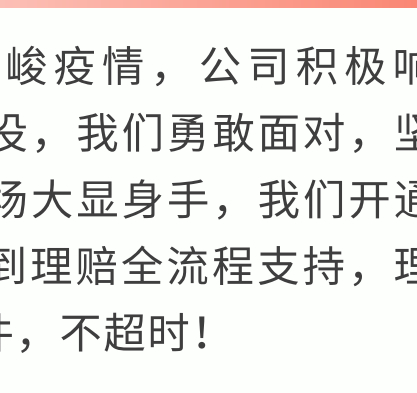 峻疫情，公司积极响
没，我们勇敢面对，坚
场大显身手，我们开通
到理赔全流程支持，理
件，不超时！